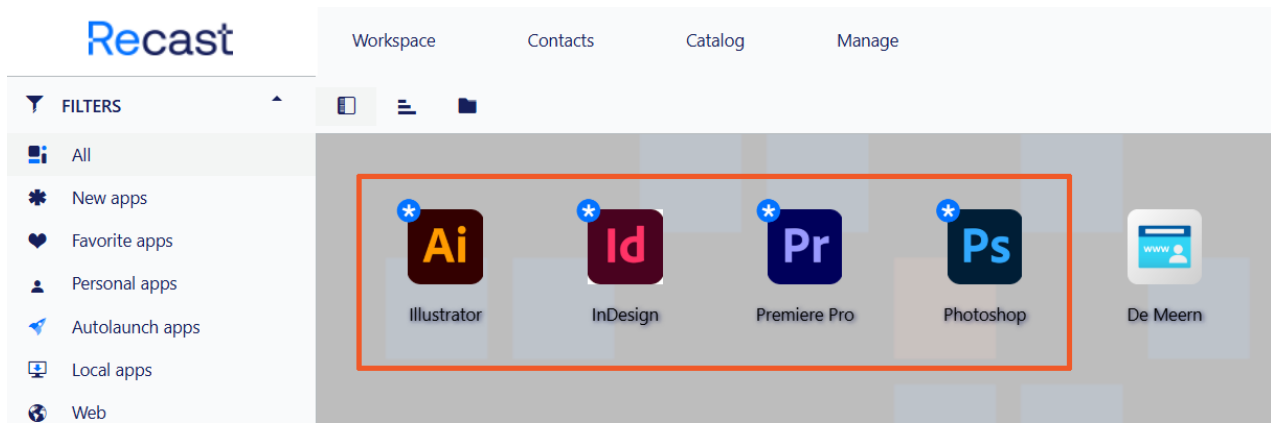 Recast
Workspace Contacts Catalog Manage
FILTERS
All
New apps
Favorite apps
Personal apps
Autolaunch apps
Local apps
Web
Ai Id Pr Ps www
Illustrator InDesign Premiere Pro Photoshop De Meern